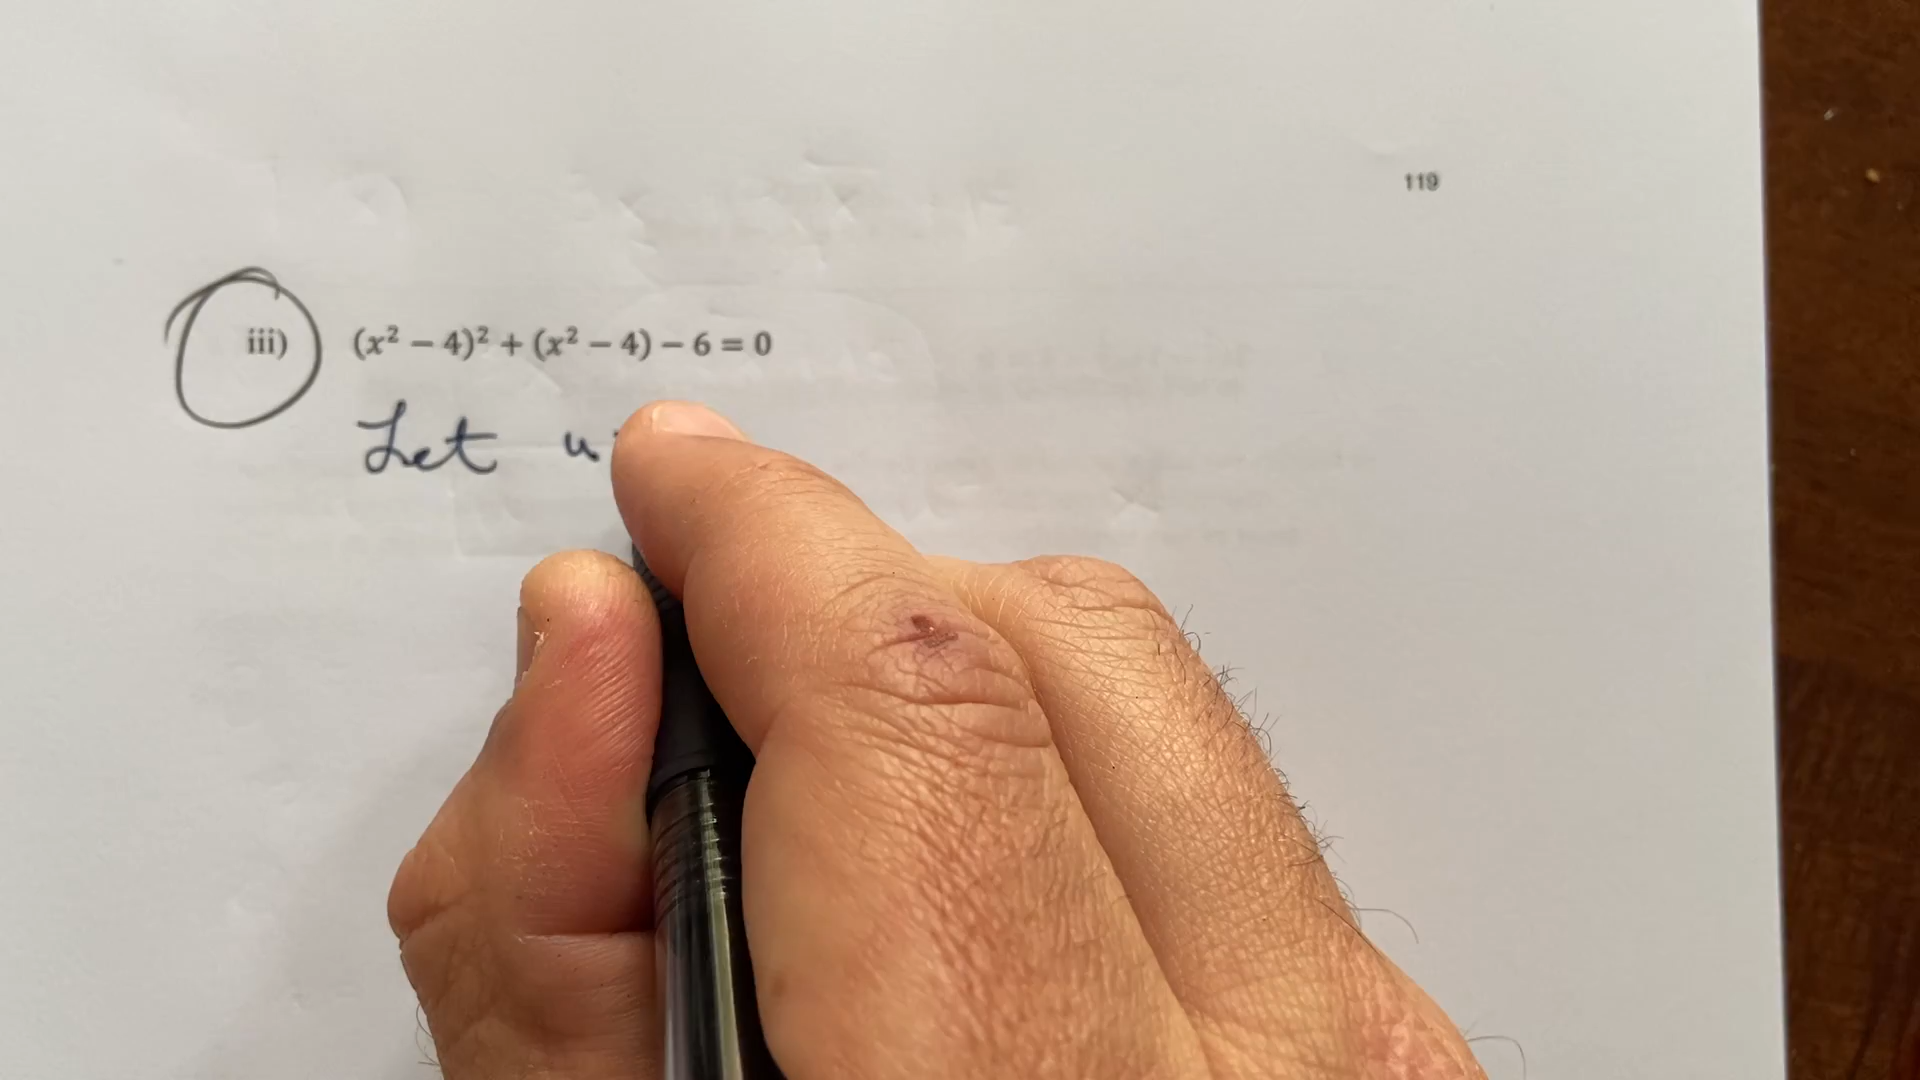 119
iii) (x² – 4)² + (x² – 4) – 6 = 0
Let u